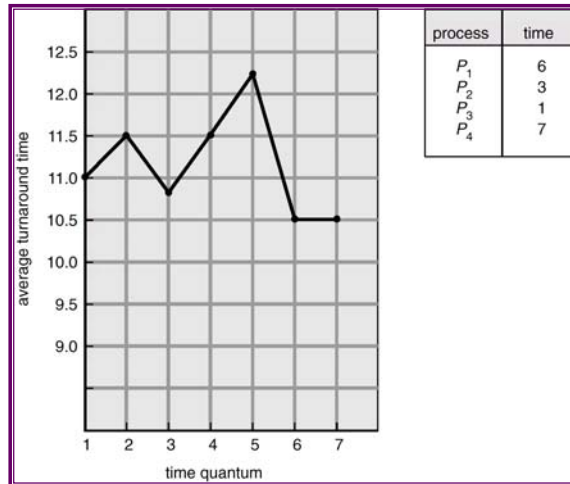 process time
P1 6
P2 3
P3 1
P4 7
12.5
12.0
11.5
11.0
10.5
10.0
9.5
9.0
average turnaround time
1 2 3 4 5 6 7
time quantum